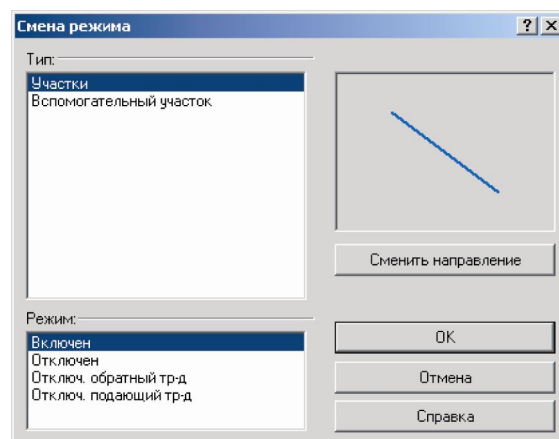 Смена режима
Тип:
Участки
Вспомогательный участок
Сменить направление
Режим:
Включен
Отключен
Отключ. обратный тр-д
Отключ. подающий тр-д
OK
Отмена
Справка